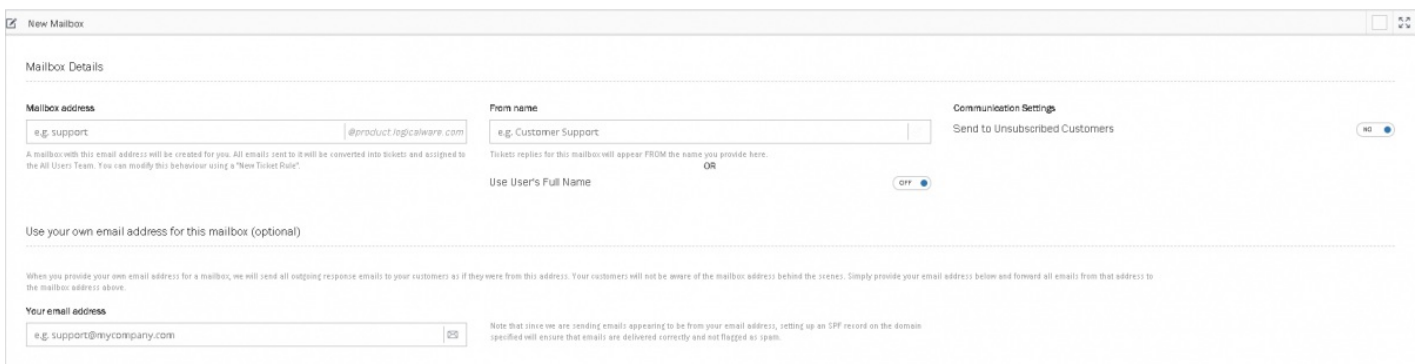 New Mailbox
Mailbox Details
Mailbox address
From name
Communication Settings
e.g. support
@product.logicalware.com
e.g. Customer Support
Send to Unsubscribed Customers
NO
A mailbox with this email address will be created for you. All emails sent to it will be converted into tickets and assigned to
the All Users Team. You can modify this behaviour using a "New Ticket Rule".
Tickets replies for this mailbox will appear FROM the name you provide here.
OR
Use User's Full Name
OFF
Use your own email address for this mailbox (optional)
When you provide your own email address for a mailbox, we will send all outgoing response emails to your customers as if they were from this address. Your customers will not be aware of the mailbox address behind the scenes. Simply provide your email address below and forward all emails from that address to
the mailbox address above.
Your email address
e.g. support@mycompany.com
Note that since we are sending emails appearing to be from your email address, setting up an SPF record on the domain
specified will ensure that emails are delivered correctly and not flagged as spam.